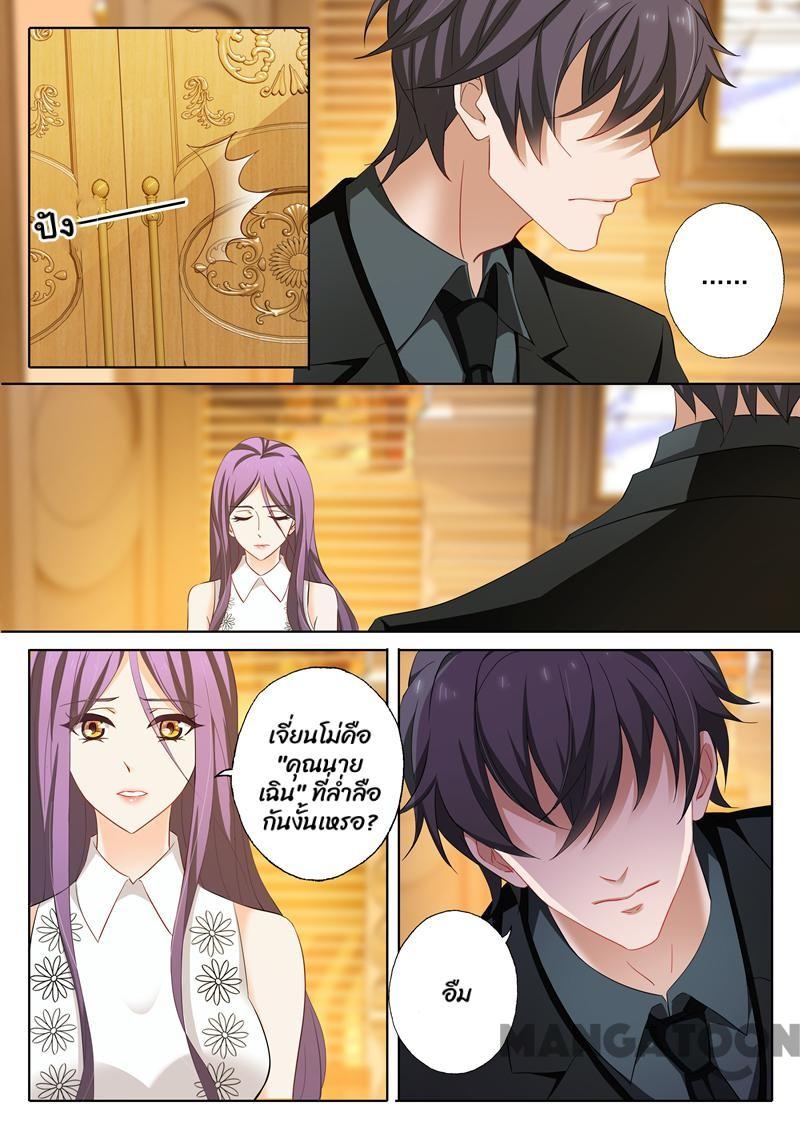 ปัง
......
เจี่ยนโม่คือ
"คุณนาย
เฉิน" ที่ล่ำลือ
กันงั้นเหรอ?
อืม
MANGATOON